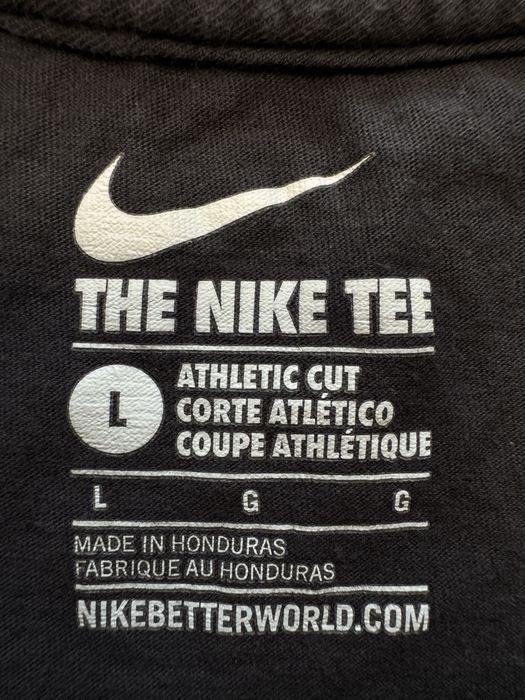 THE NIKE TEE
L
ATHLETIC CUT
CORTE ATLÉTICO
COUPE ATHLÉTIQUE
L G G
MADE IN HONDURAS
FABRIQUE AU HONDURAS
NIKEBETTERWORLD.COM